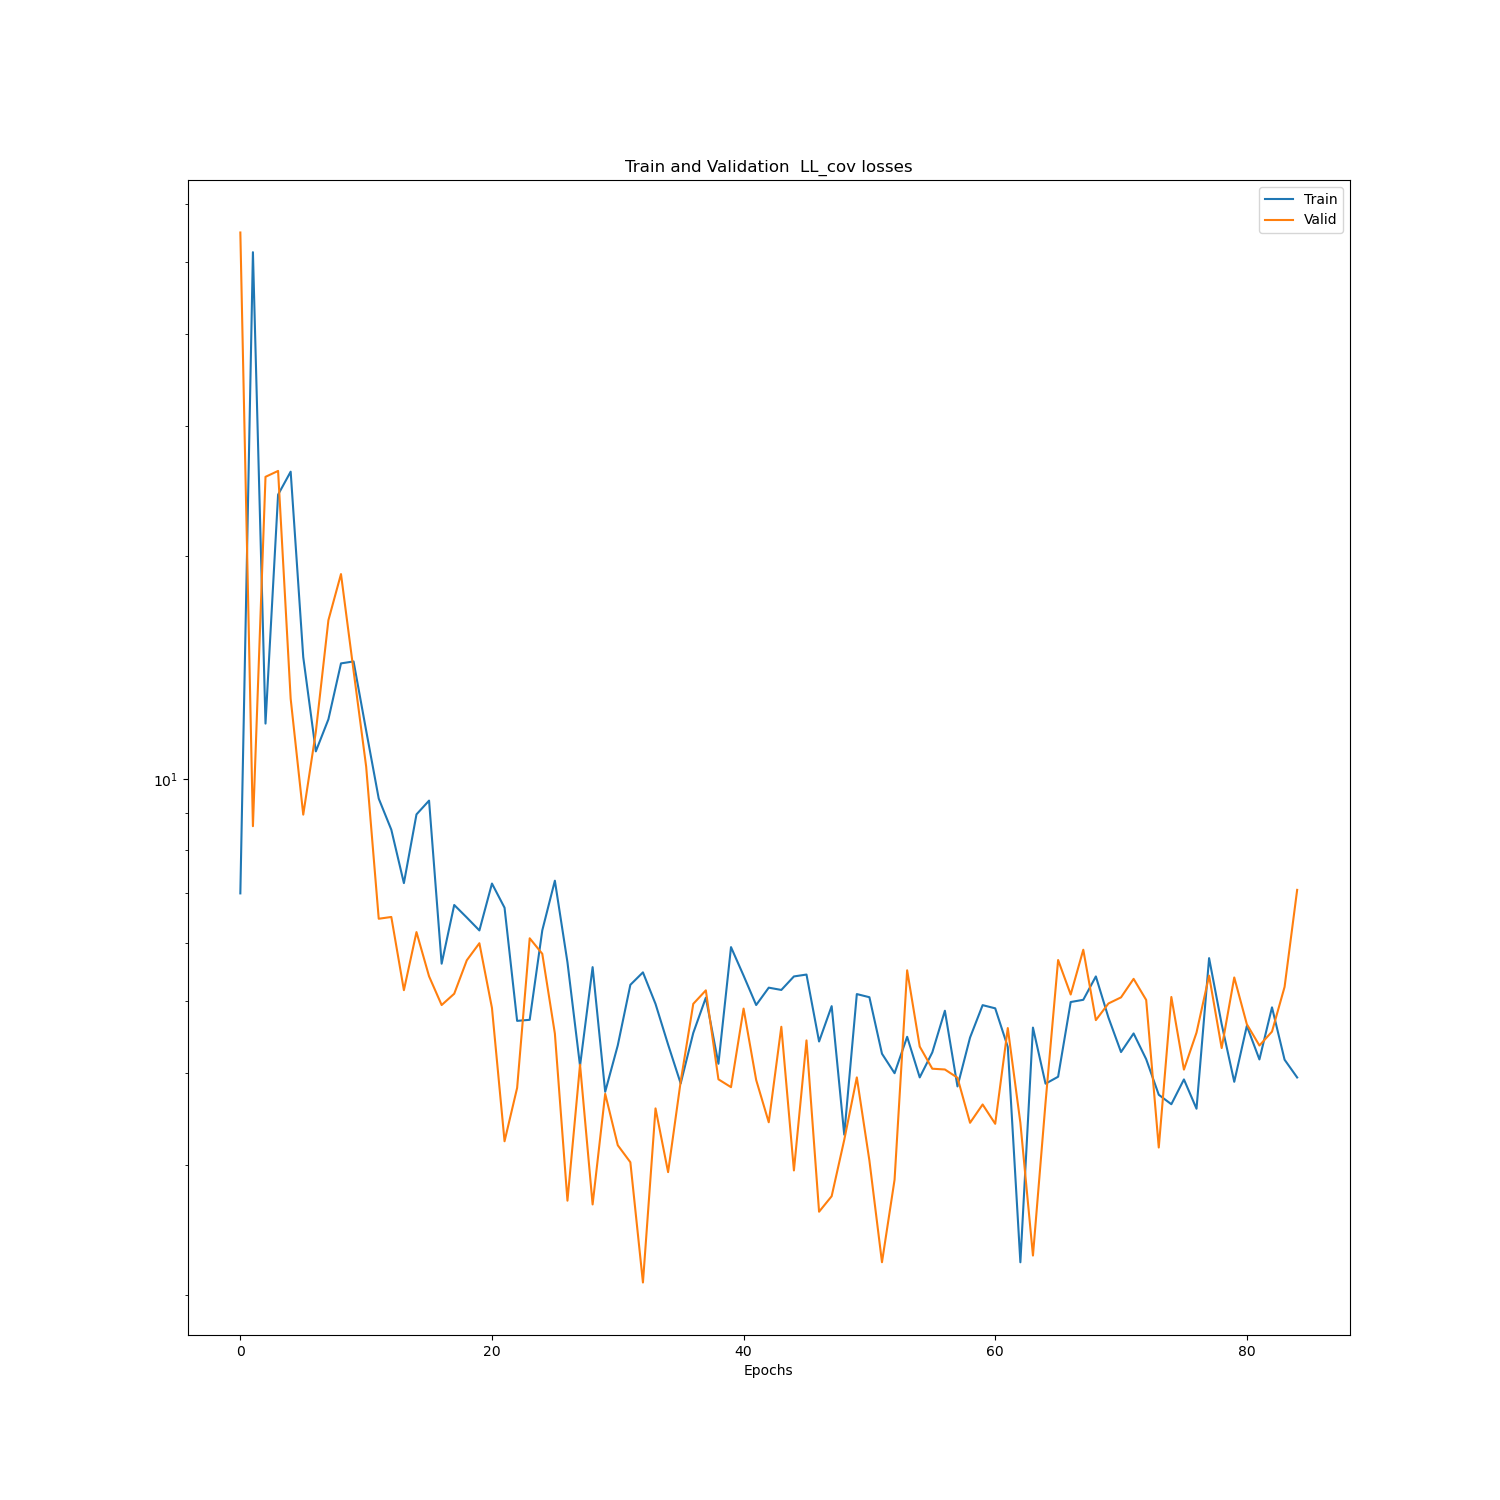 Train and Validation  LL_cov losses
Train
Valid
10¹
0 20 40 60 80
Epochs